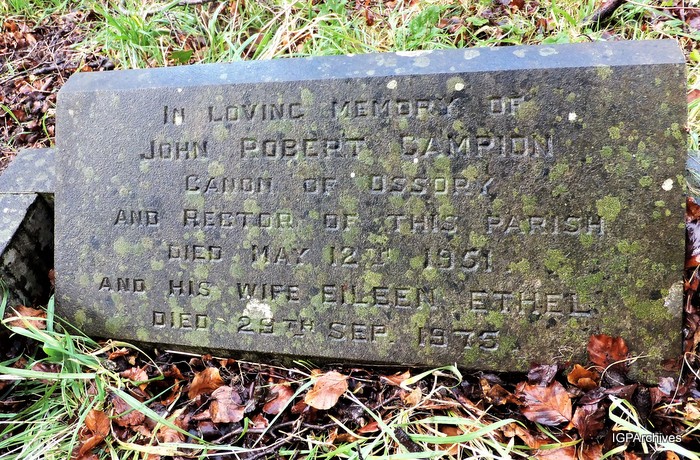 IN LOVING MEMORY OF
JOHN ROBERT CAMPION
CANON OF OSSORY
AND RECTOR OF THIS PARISH
DIED MAY 12TH 1951
AND HIS WIFE EILEEN ETHEL
DIED 29TH SEP. 1975
IGPArchives